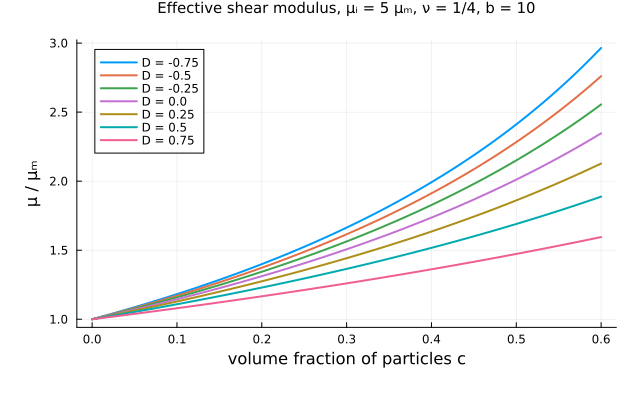 Effective shear modulus, μᵢ = 5 μₘ, ν = 1/4, b = 10
μ / μₘ
3.0
2.5
2.0
1.5
1.0
D = -0.75
D = -0.5
D = -0.25
D = 0.0
D = 0.25
D = 0.5
D = 0.75
0.0 0.1 0.2 0.3 0.4 0.5 0.6
volume fraction of particles c